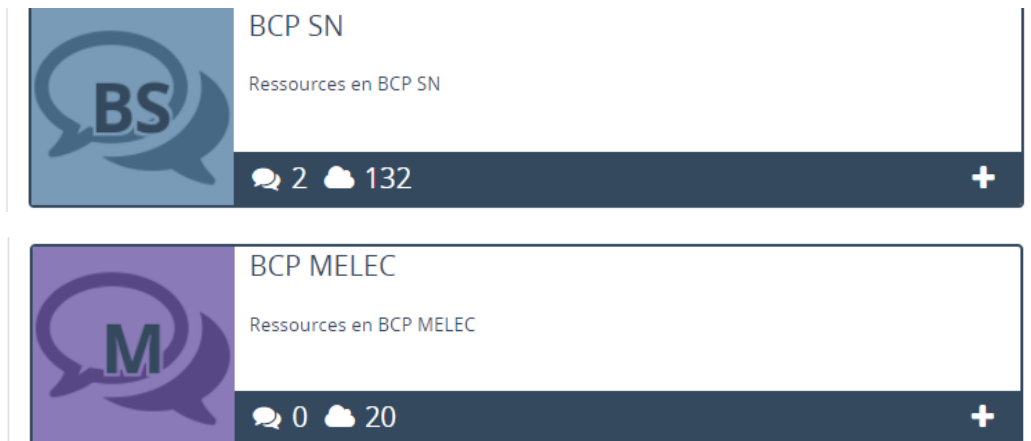 BCP SN
Ressources en BCP SN
BS
2 132
BCP MELEC
Ressources en BCP MELEC
M
0 20